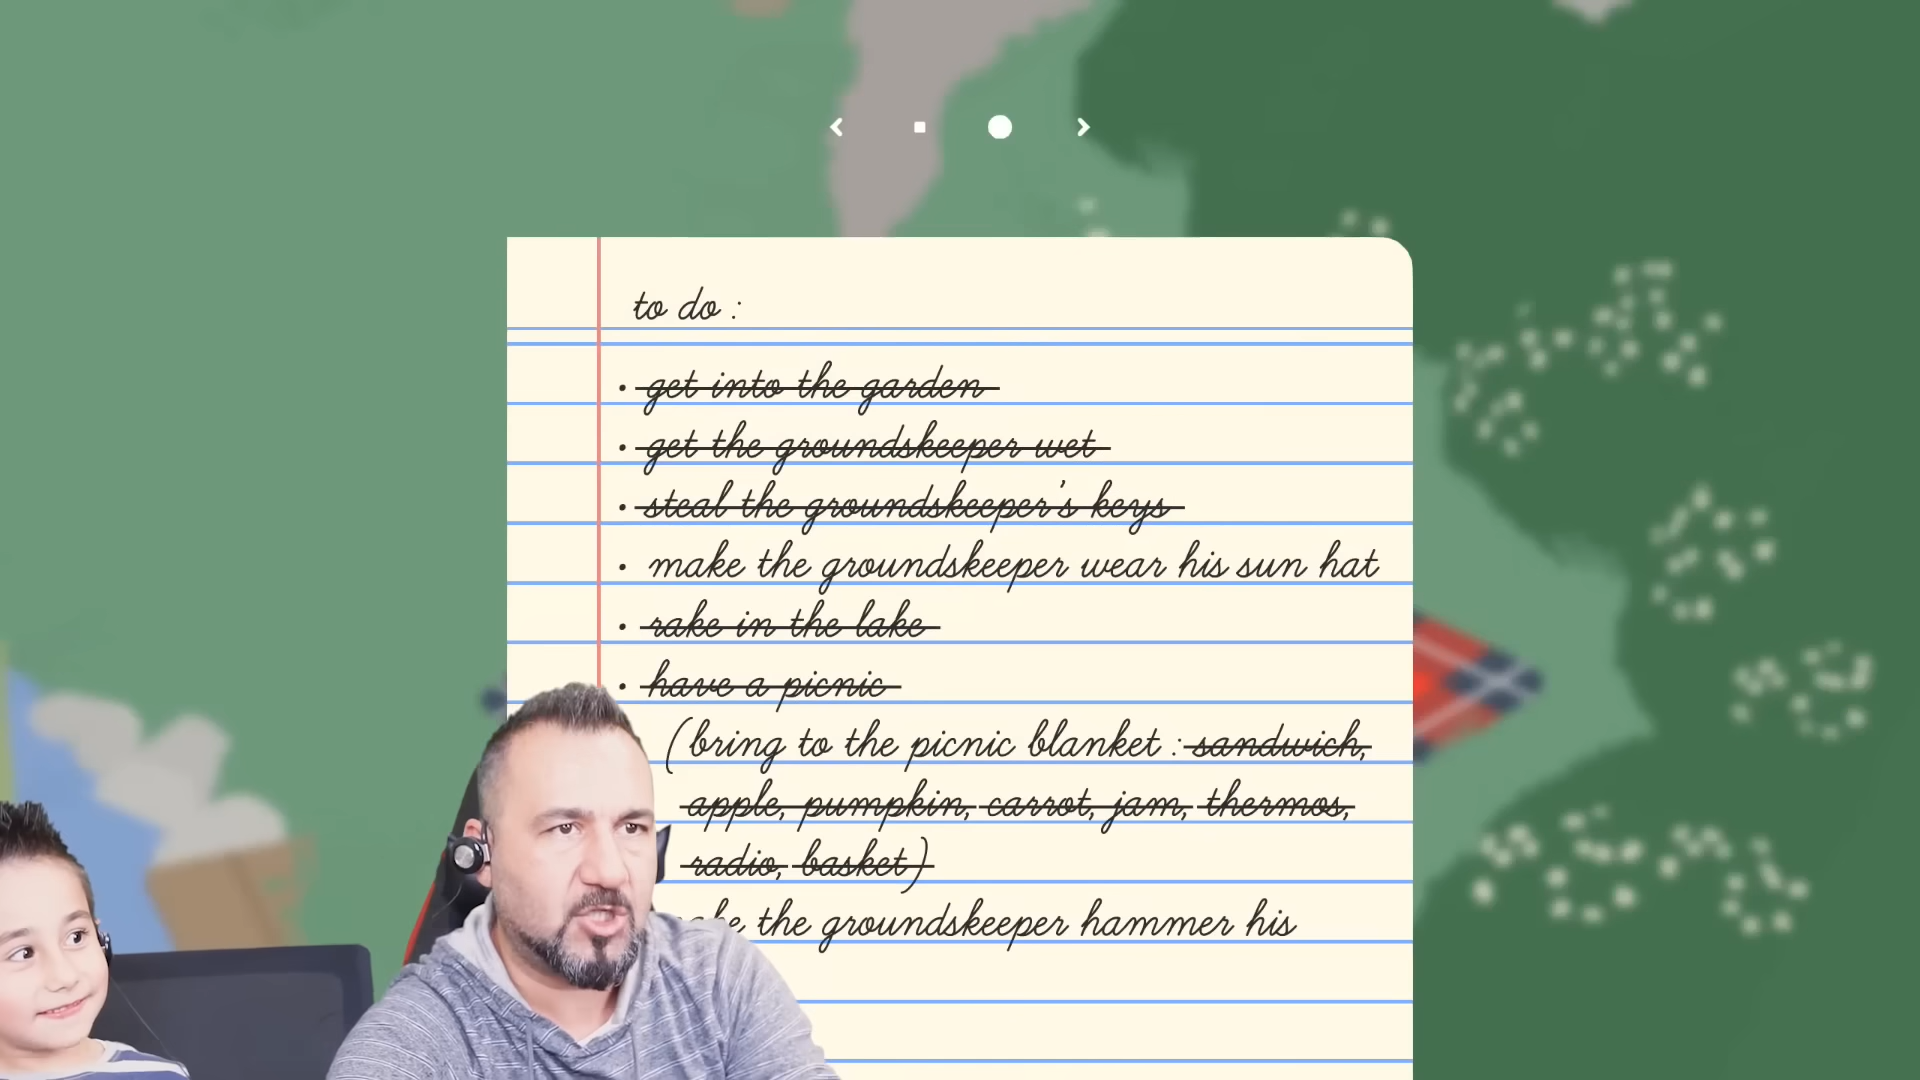 to do :
• get into the garden
• get the groundskeeper wet
• steal the groundskeeper's keys
• make the groundskeeper wear his sun hat
• rake in the lake
• have a picnic
(bring to the picnic blanket : sandwich,
apple, pumpkin, carrot, jam, thermos,
radio, basket)
the groundskeeper hammer his